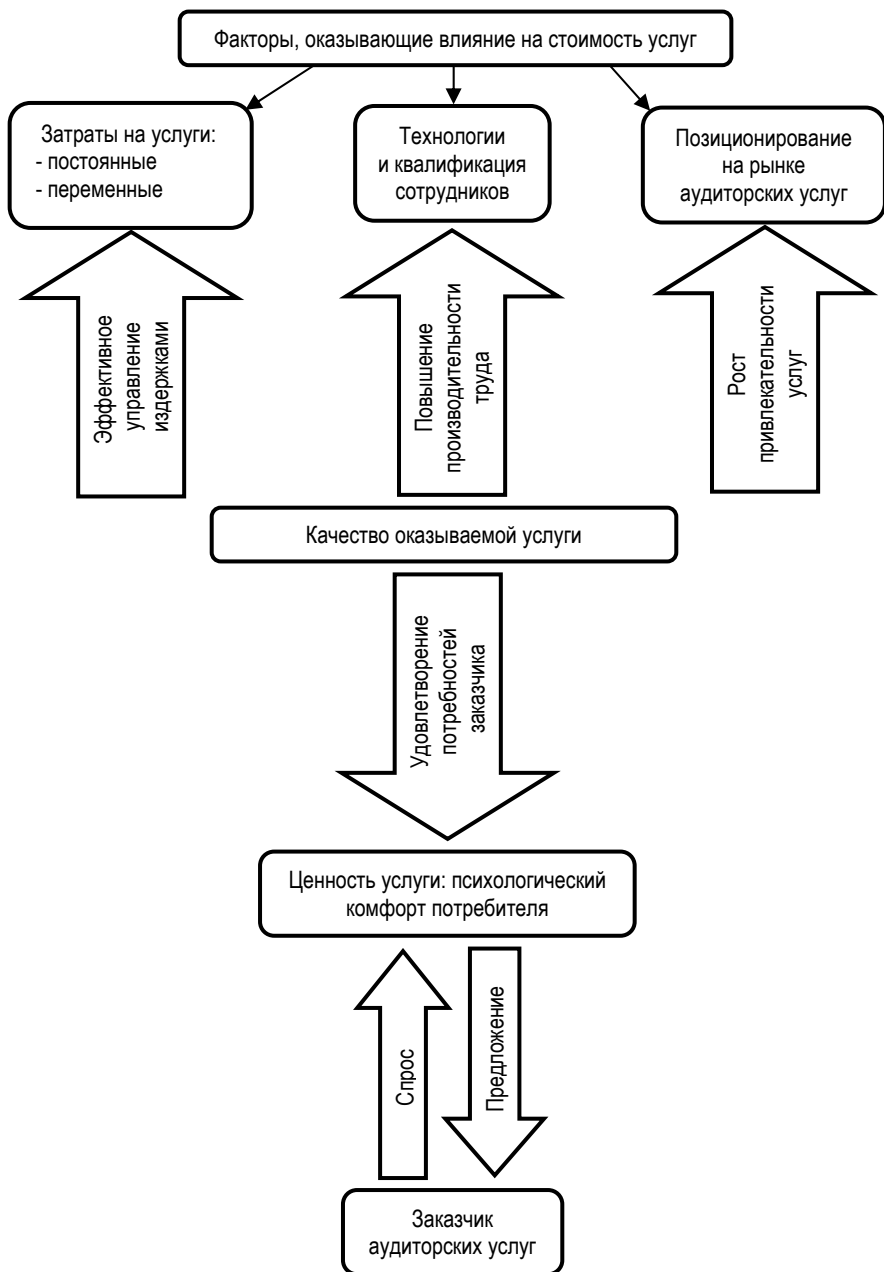 Факторы, оказывающие влияние на стоимость услуг
Затраты на услуги:
- постоянные
- переменные
Технологии
и квалификация
сотрудников
Позиционирование
на рынке
аудиторских услуг
Эффективное
управление
издержками
Повышение
производительности
труда
Рост
привлекательности
услуг
Качество оказываемой услуги
Удовлетворение
потребностей
заказчика
Ценность услуги: психологический
комфорт потребителя
Спрос
Предложение
Заказчик
аудиторских услуг